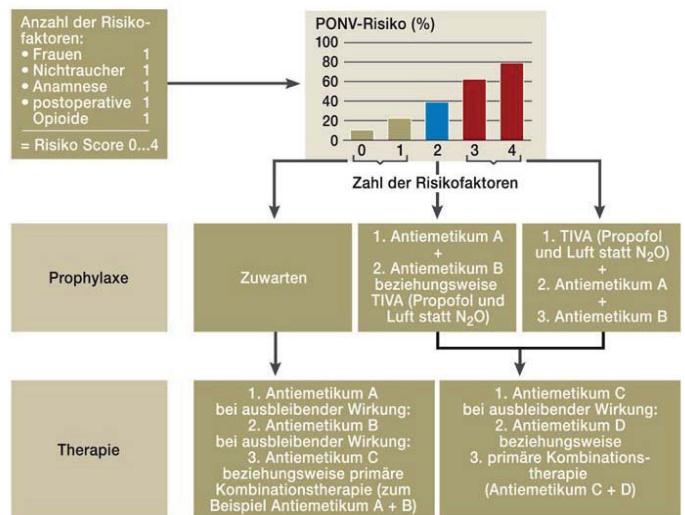 Anzahl der Risiko-
faktoren:
• Frauen 1
• Nichtraucher 1
• Anamnese 1
• postoperative 1
Opioide
= Risiko Score 0...4
PONV-Risiko (%)
100
80
60
40
20
0
0 1 2 3 4
Zahl der Risikofaktoren
Prophylaxe
Zuwarten
1. Antiemetikum A
+
2. Antiemetikum B
beziehungsweise
TIVA (Propofol und
Luft statt N₂O)
1. TIVA (Propofol
und Luft statt N₂O)
+
2. Antiemetikum A
+
3. Antiemetikum B
Therapie
1. Antiemetikum A
bei ausbleibender Wirkung:
2. Antiemetikum B
bei ausbleibender Wirkung:
3. Antiemetikum C
beziehungsweise primäre
Kombinationstherapie (zum
Beispiel Antiemetikum A + B)
1. Antiemetikum C
bei ausbleibender Wirkung:
2. Antiemetikum D
beziehungsweise
3. primäre Kombinations-
therapie
(Antiemetikum C + D)